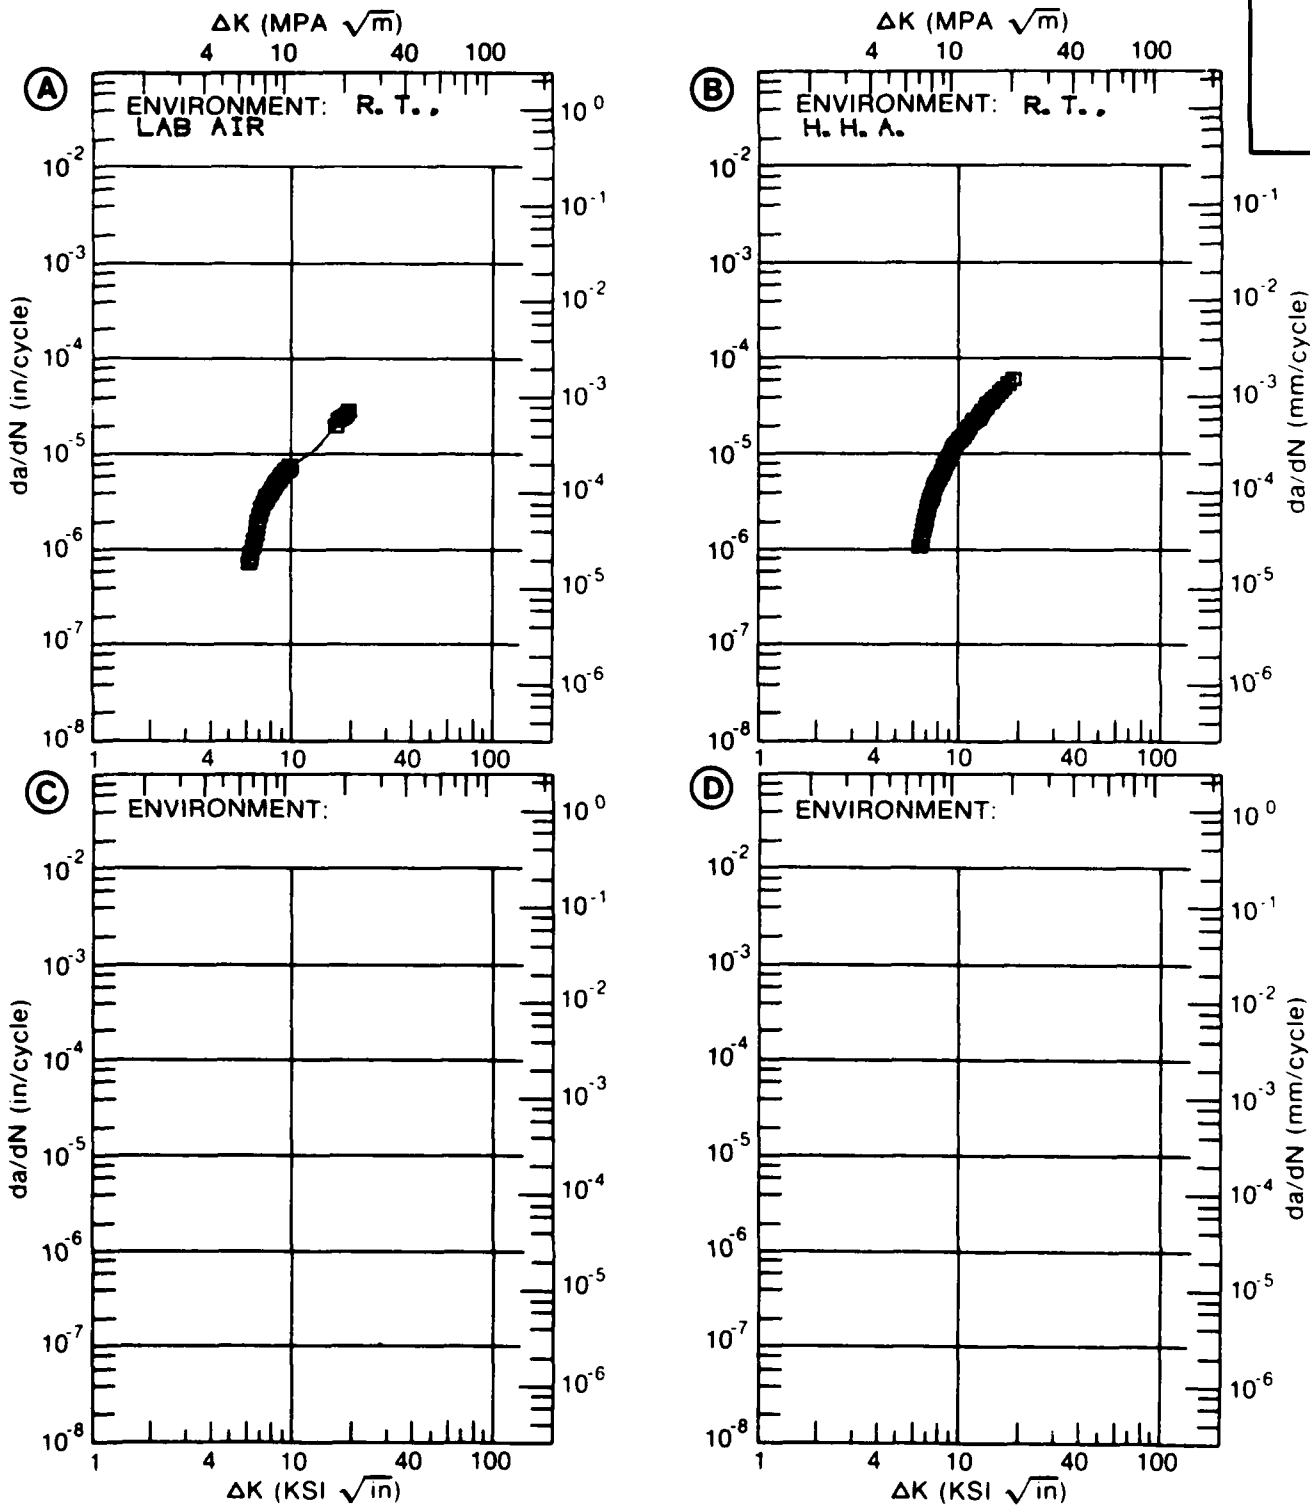 ΔK (MPA √m)
4 10 40 100
A
ENVIRONMENT: R. T.,
LAB AIR
10^0
10^-1
10^-2
10^-3
10^-4
10^-5
10^-6
10^-2
10^-3
10^-4
10^-5
10^-6
10^-7
10^-8
da/dN (in/cycle)
1 4 10 40 100
ΔK (MPA √m)
4 10 40 100
B
ENVIRONMENT: R. T.,
H. H. A.
10^-2
10^-3
10^-4
10^-5
10^-6
10^-7
10^-8
10^-1
10^-2
10^-3
10^-4
10^-5
10^-6
da/dN (mm/cycle)
1 4 10 40 100
C
ENVIRONMENT:
10^0
10^-1
10^-2
10^-3
10^-4
10^-5
10^-6
10^-2
10^-3
10^-4
10^-5
10^-6
10^-7
10^-8
da/dN (in/cycle)
1 4 10 40 100
ΔK (KSI √in)
D
ENVIRONMENT:
10^0
10^-1
10^-2
10^-3
10^-4
10^-5
10^-6
10^-2
10^-3
10^-4
10^-5
10^-6
10^-7
10^-8
da/dN (mm/cycle)
1 4 10 40 100
ΔK (KSI √in)